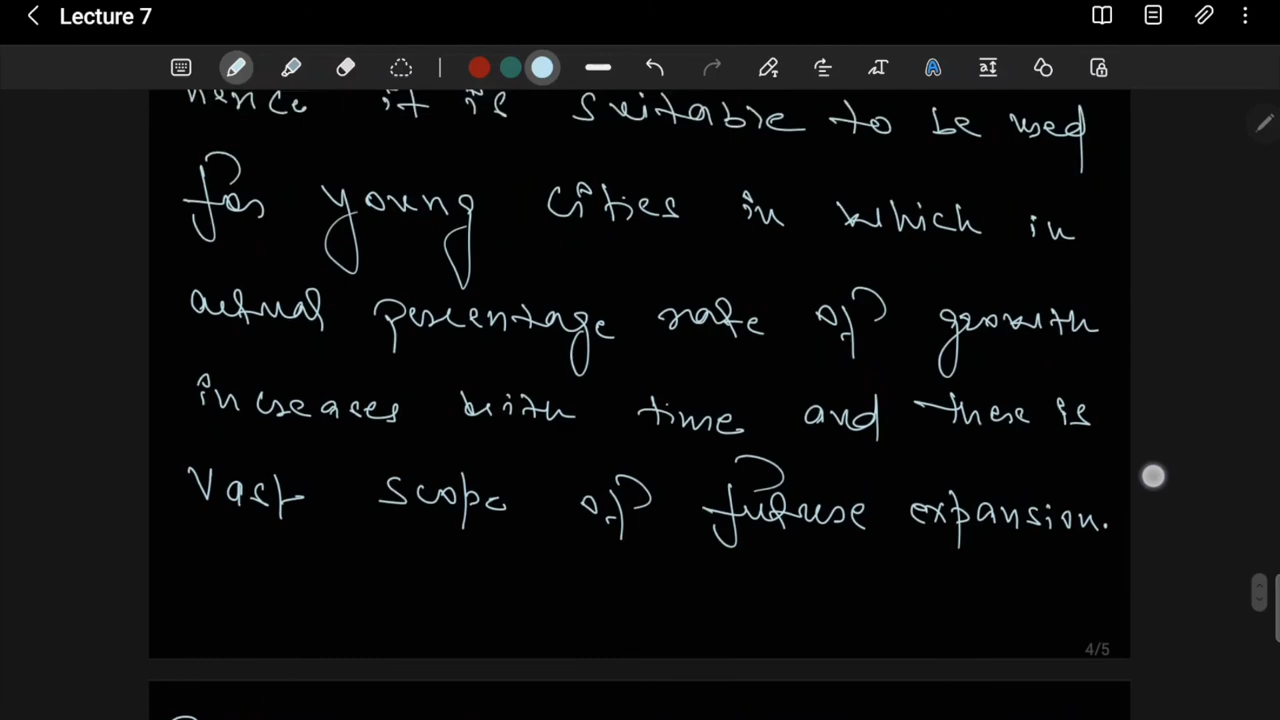 Lecture 7
hence it is suitable to be used
for young cities in which in
actual percentage rate of growth
increases with time and there is
vast scope of future expansion.
4/5